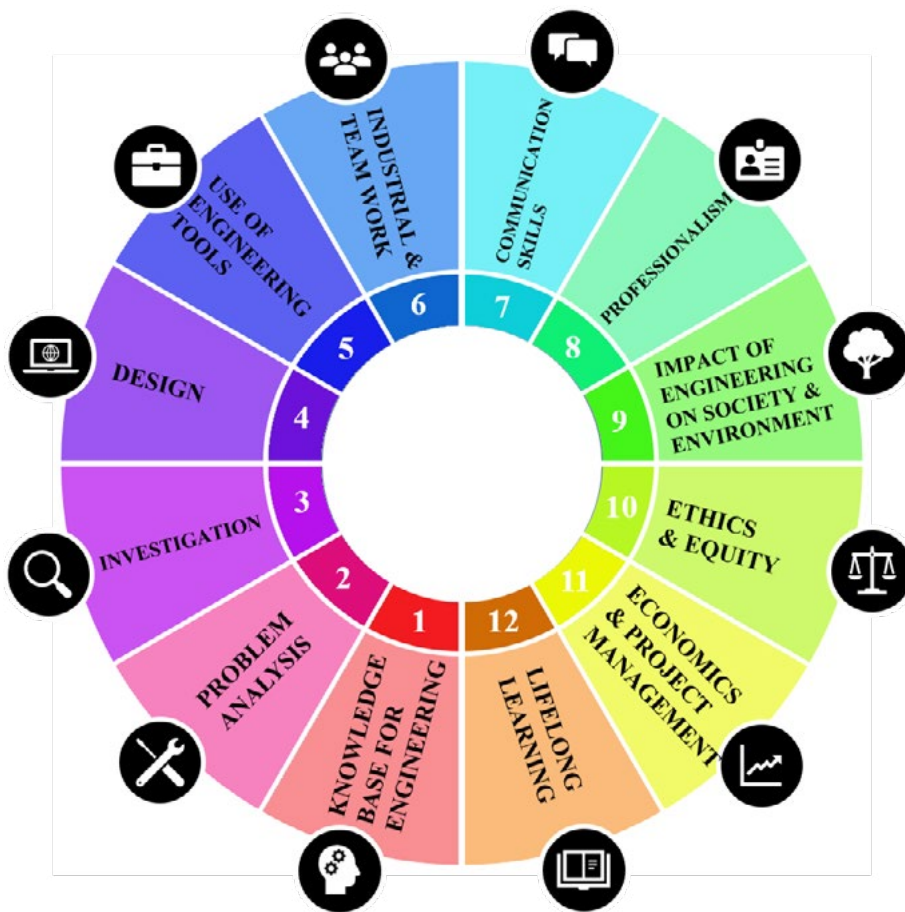 1
KNOWLEDGE
BASE FOR
ENGINEERING
2
PROBLEM
ANALYSIS
3
INVESTIGATION
4
DESIGN
5
USE OF
ENGINEERING
TOOLS
6
INDUSTRIAL &
TEAM WORK
7
COMMUNICATION
SKILLS
8
PROFESSIONALISM
9
IMPACT OF
ENGINEERING
ON SOCIETY &
ENVIRONMENT
10
ETHICS
& EQUITY
11
ECONOMICS
& PROJECT
MANAGEMENT
12
LIFELONG
LEARNING